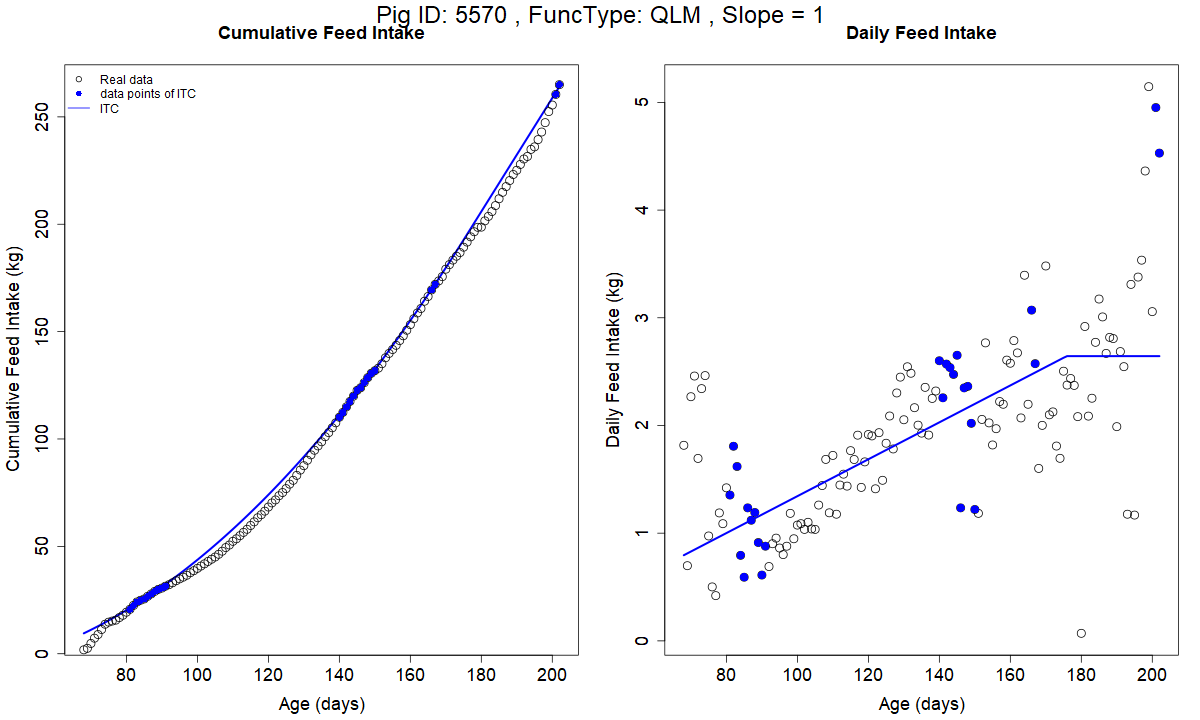 Pig ID: 5570 , FuncType: QLM , Slope = 1
Cumulative Feed Intake
Real data
data points of ITC
ITC
Cumulative Feed Intake (kg)
0
50
100
150
200
250
80 100 120 140 160 180 200
Age (days)
Daily Feed Intake
Daily Feed Intake (kg)
0
1
2
3
4
5
80 100 120 140 160 180 200
Age (days)